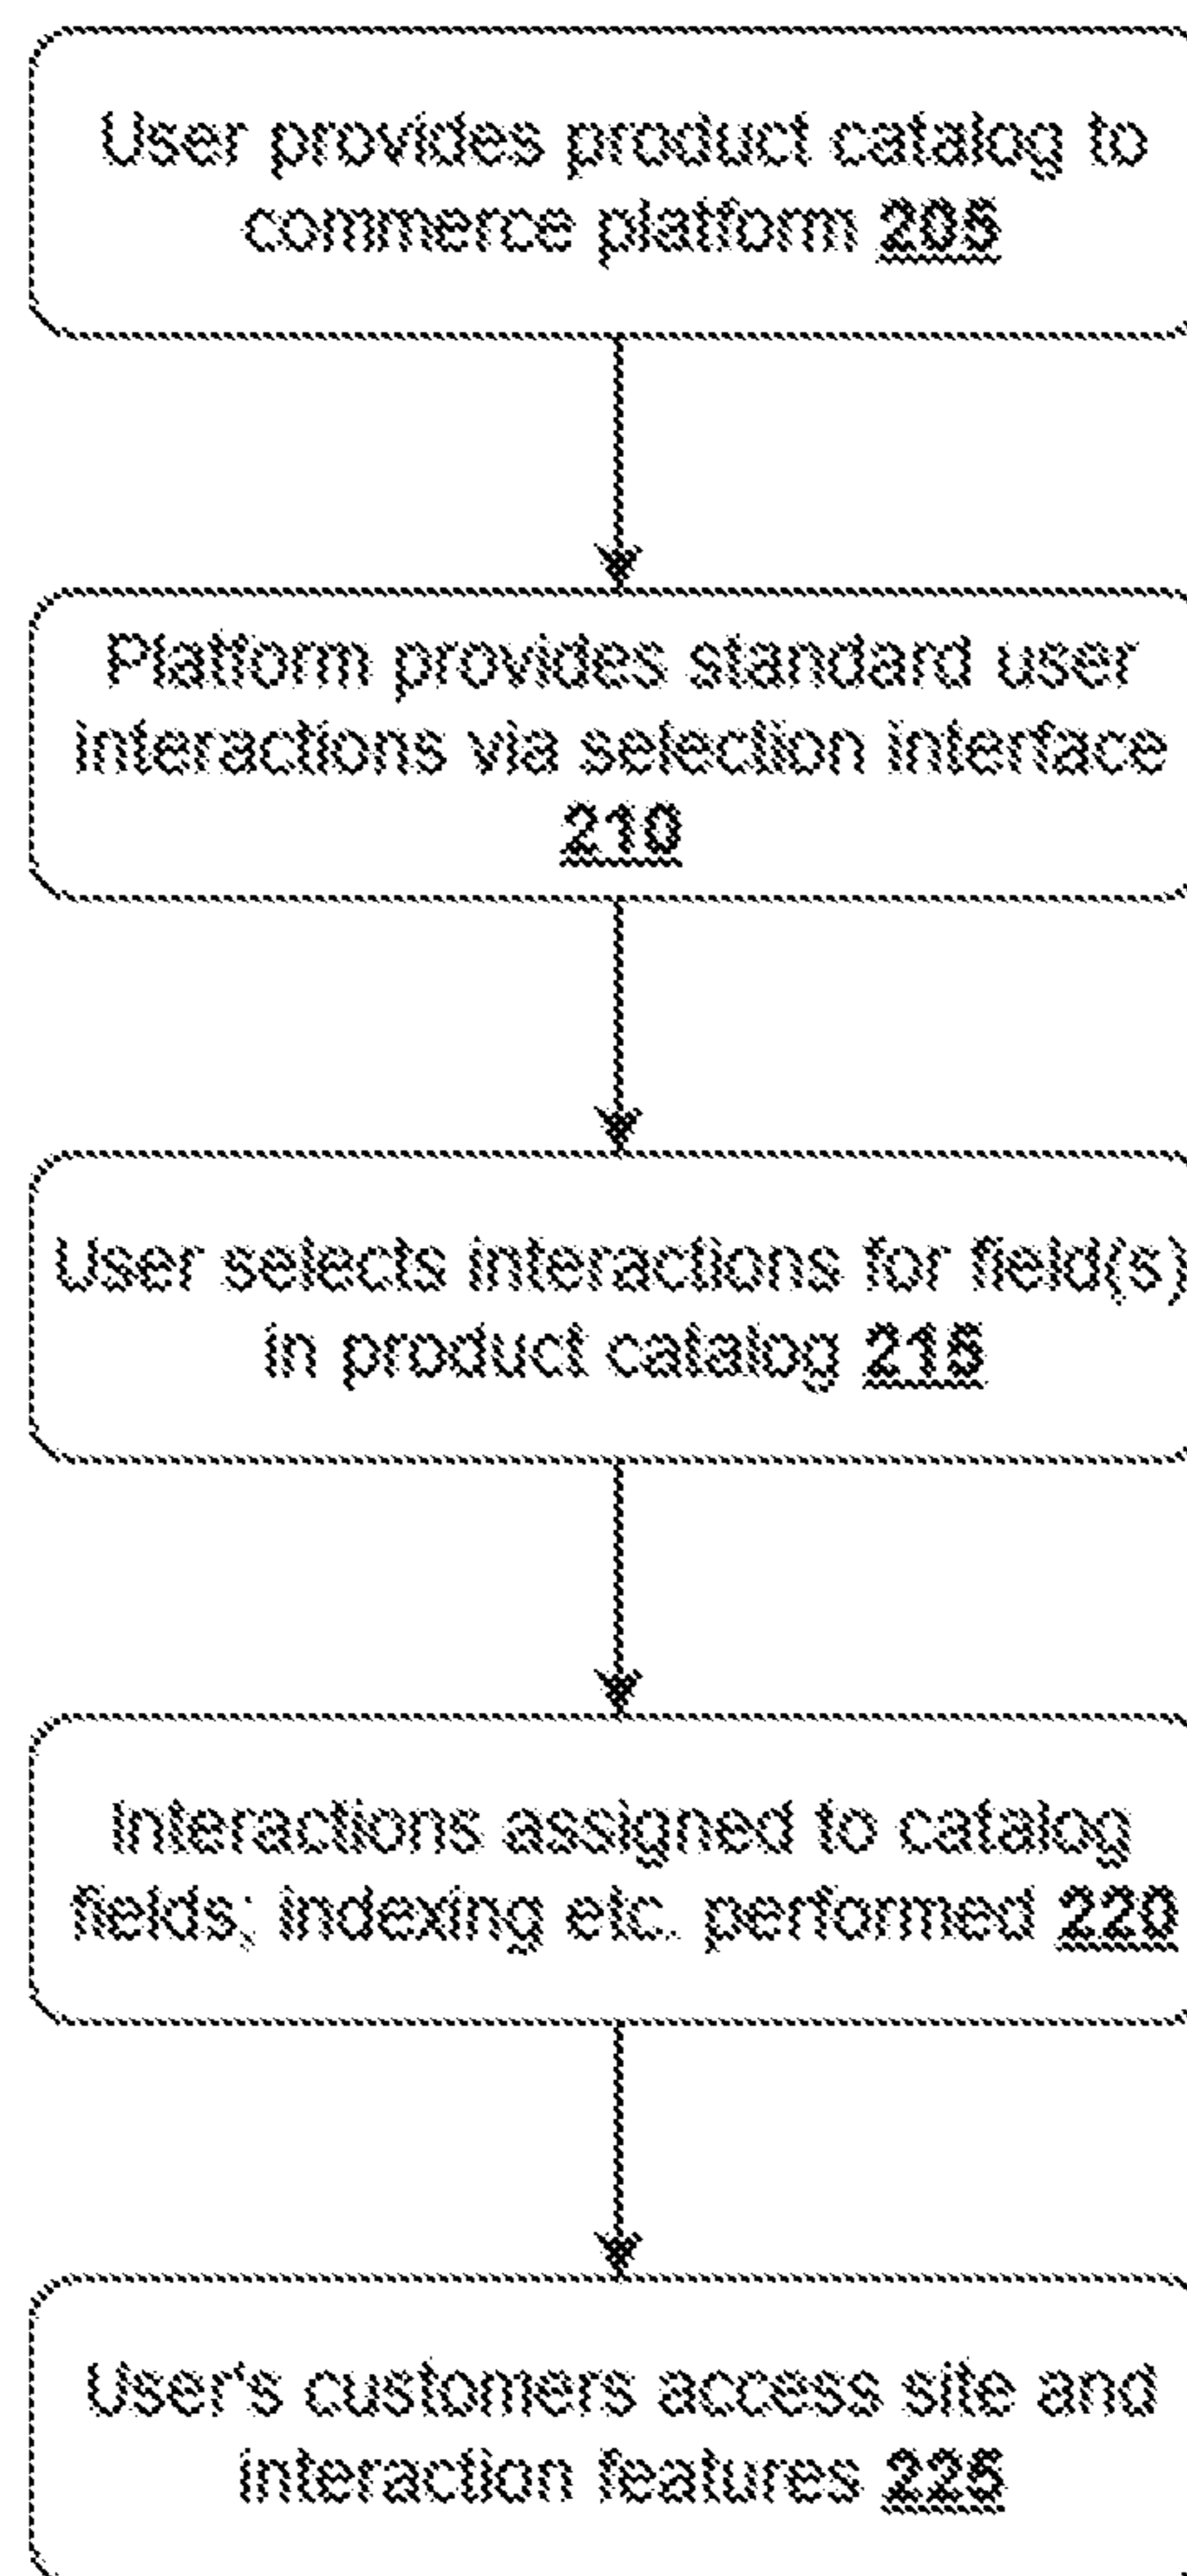 User provides product catalog to
commerce platform 205
Platform provides standard user
interactions via selection interface
210
User selects interactions for field(s)
in product catalog 215
Interactions assigned to catalog
fields; indexing etc. performed 220
User's customers access site and
interaction features 225